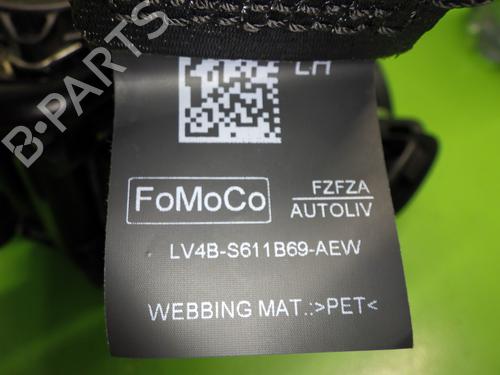 B-PARTS
LH
FoMoCo
FZFZA
AUTOLIV
LV4B-S611B69-AEW
WEBBING MAT.:>PET<